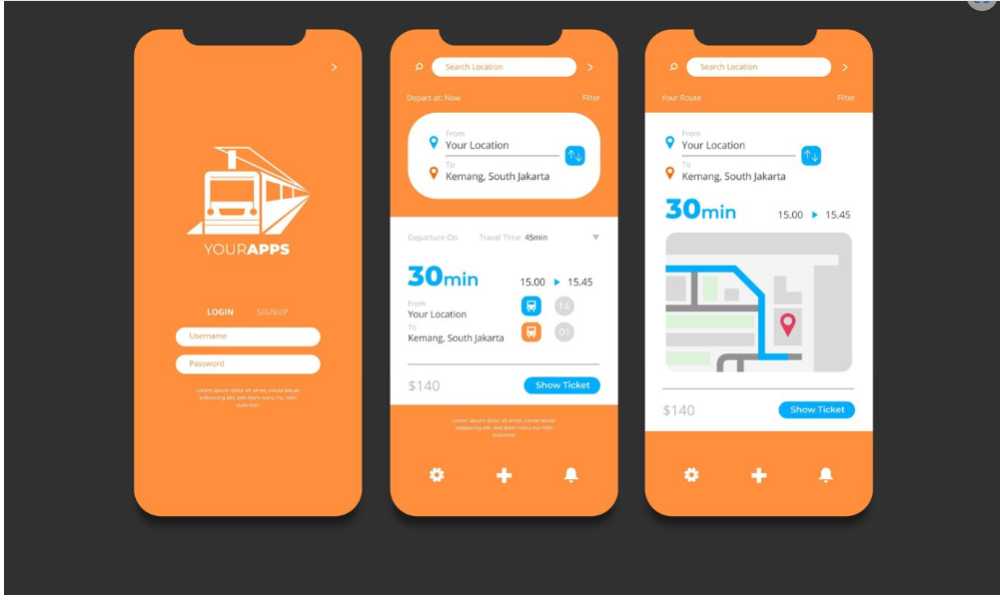 YOURAPPS
LOGIN SIGNUP
Username
Password
Lorem ipsum dolor sit amet, conse tetuer
adipiscing elit, sed diam nonu my nibh
euismod.
Search Location
Depart at: Now Filter
From
Your Location
To
Kemang, South Jakarta
Departure On Travel Time 45min
30min 15.00 15.45
From
Your Location 14
To
Kemang, South Jakarta 01
$140 Show Ticket
Lorem ipsum dolor sit amet, conse tetuer
adipiscing elit, sed diam nonu my nibh
euismod.
Search Location
Your Route Filter
From
Your Location
To
Kemang, South Jakarta
30min 15.00 15.45
$140 Show Ticket